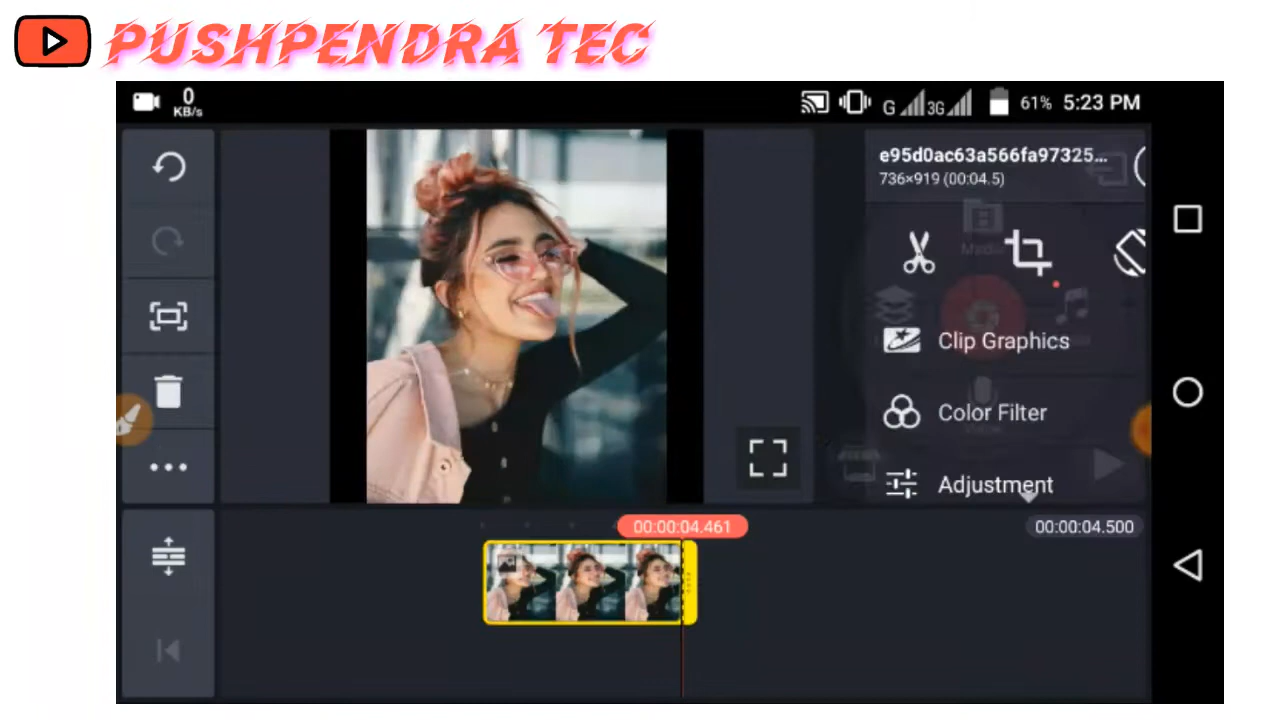 PUSHPENDRA TEC
0
KB/s
G 3G 61% 5:23 PM
e95d0ac63a566fa97325...
736×919 (00:04.5)
Media
Clip Graphics
Color Filter
Adjustment
00:00:04.461
00:00:04.500